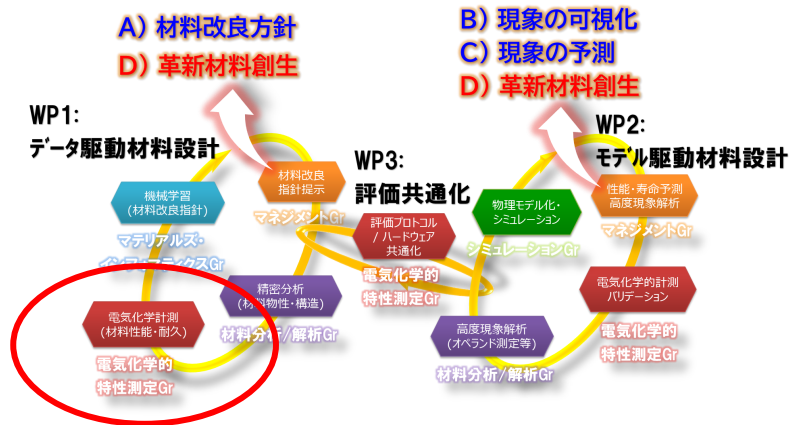 A）材料改良方針
D）革新材料創生
B）現象の可視化
C）現象の予測
D）革新材料創生
WP1:
データ駆動材料設計
WP3:
評価共通化
WP2:
モデル駆動材料設計
機械学習
(材料改良指針)
マテリアルズ・
インフォマティクスGr
材料改良
指針提示
マネジメントGr
電気化学計測
(材料性能・耐久)
電気化学的
特性測定Gr
精密分析
(材料物性・構造)
材料分析/解析Gr
評価プロトコル
/ ハードウェア
共通化
電気化学的
特性測定Gr
物理モデル化・
シミュレーション
シミュレーションGr
性能・寿命予測
高度現象解析
マネジメントGr
高度現象解析
(オペランド測定等)
材料分析/解析Gr
電気化学的計測
バリデーション
電気化学的
特性測定Gr